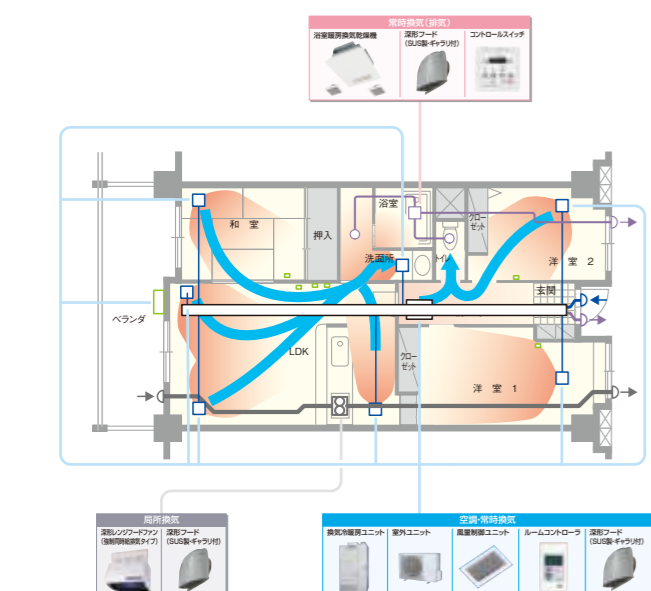 常時換気(排気)
浴室暖房換気乾燥機
深形フード
(SUS製・ギャラリ付)
コントロールスイッチ
和 室
押入
浴室
洗面所
トイレ
クロー
ゼット
洋 室 2
玄関
ベランダ
LDK
クロー
ゼット
洋 室 1
局所換気
深形レンジフードファン
(強制同時給排気タイプ)
深形フード
(SUS製・ギャラリ付)
空調・常時換気
換気冷暖房ユニット
室外ユニット
風量制御ユニット
ルームコントローラ
深形フード
(SUS製・ギャラリ付)